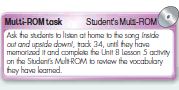 Multi-ROM task Student's Multi-ROM
Ask the students to listen at home to the song Inside
out and upside down!, track 34, until they have
memorized it and complete the Unit 8 Lesson 5 activity
on the Student's Multi-ROM to review the vocabulary
they have learned.